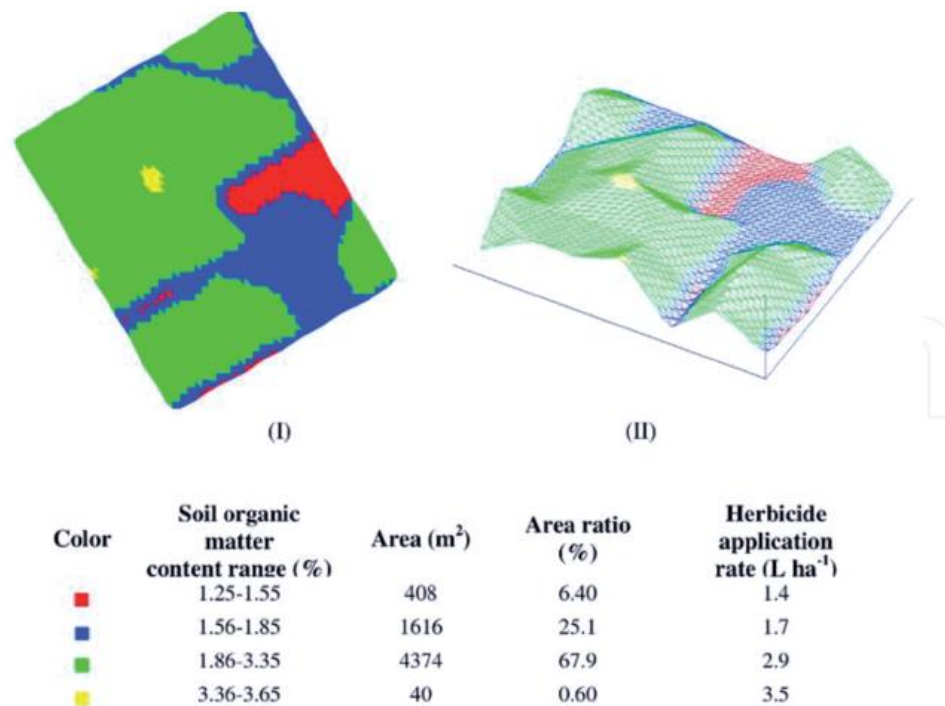 (I)
(II)
Color
Soil organic
matter
content range (%)
Area (m²)
Area ratio
(%)
Herbicide
application
rate (L ha⁻¹)
1.25-1.55 408 6.40 1.4
1.56-1.85 1616 25.1 1.7
1.86-3.35 4374 67.9 2.9
3.36-3.65 40 0.60 3.5